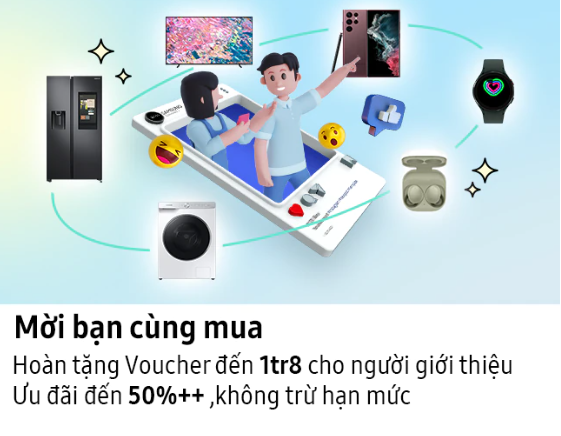 SAMSUNG
Mời bạn cùng mua
Hoàn tặng Voucher đến 1tr8 cho người giới thiệu
Ưu đãi đến 50%++ ,không trừ hạn mức